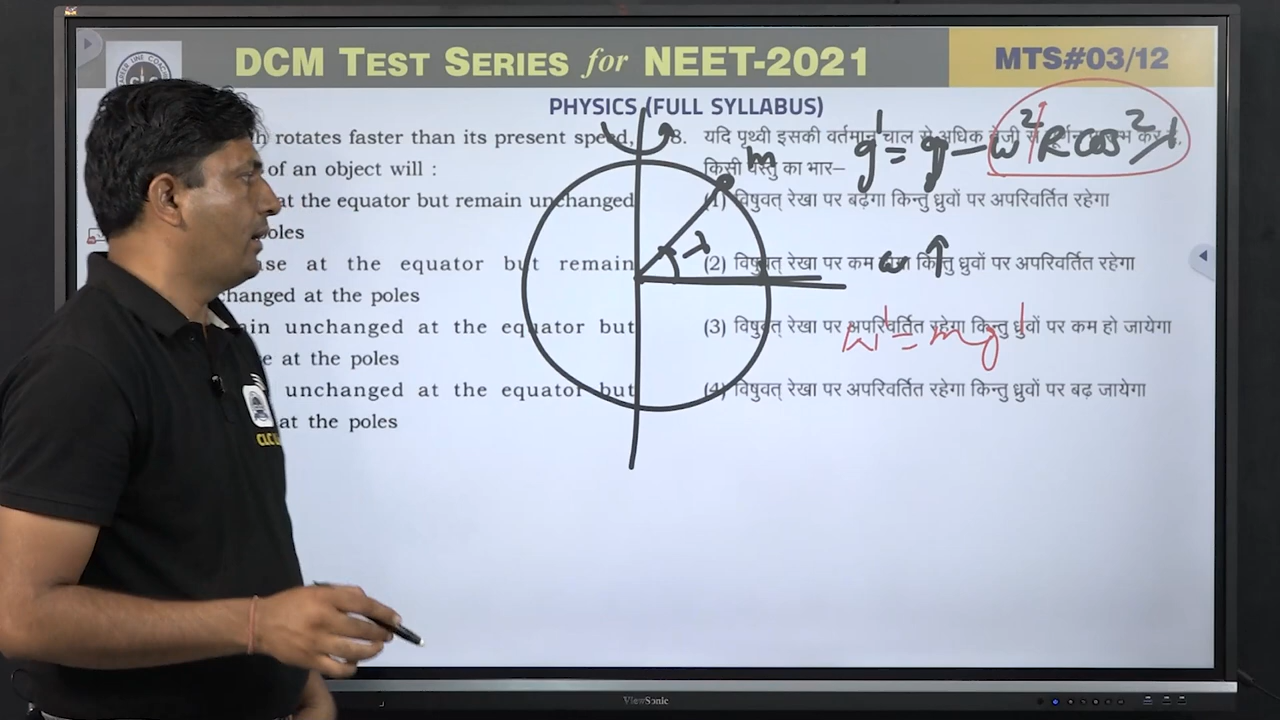 DCM TEST SERIES for NEET-2021
MTS#03/12
PHYSICS (FULL SYLLABUS)
rotates faster than its present speed,
of an object will :
at the equator but remain unchanged
at the equator but remain
changed at the poles
unchanged at the equator but
at the poles
unchanged at the equator but
at the poles
8. यदि पृथ्वी इसकी वर्तमान चाल से अधिक तेजी से
किसी वस्तु का भार–
(1) विषुवत् रेखा पर बढ़ेगा किन्तु ध्रुवों पर अपरिवर्तित रहेगा
(2) विषुवत् रेखा पर कम किन्तु ध्रुवों पर अपरिवर्तित रहेगा
(3) विषुवत् रेखा पर अपरिवर्तित रहेगा किन्तु ध्रुवों पर कम हो जायेगा
(4) विषुवत् रेखा पर अपरिवर्तित रहेगा किन्तु ध्रुवों पर बढ़ जायेगा
g' = g - ω²R cos²λ
m
λ
ω ↑
W' = mg'
CLC
ViewSonic